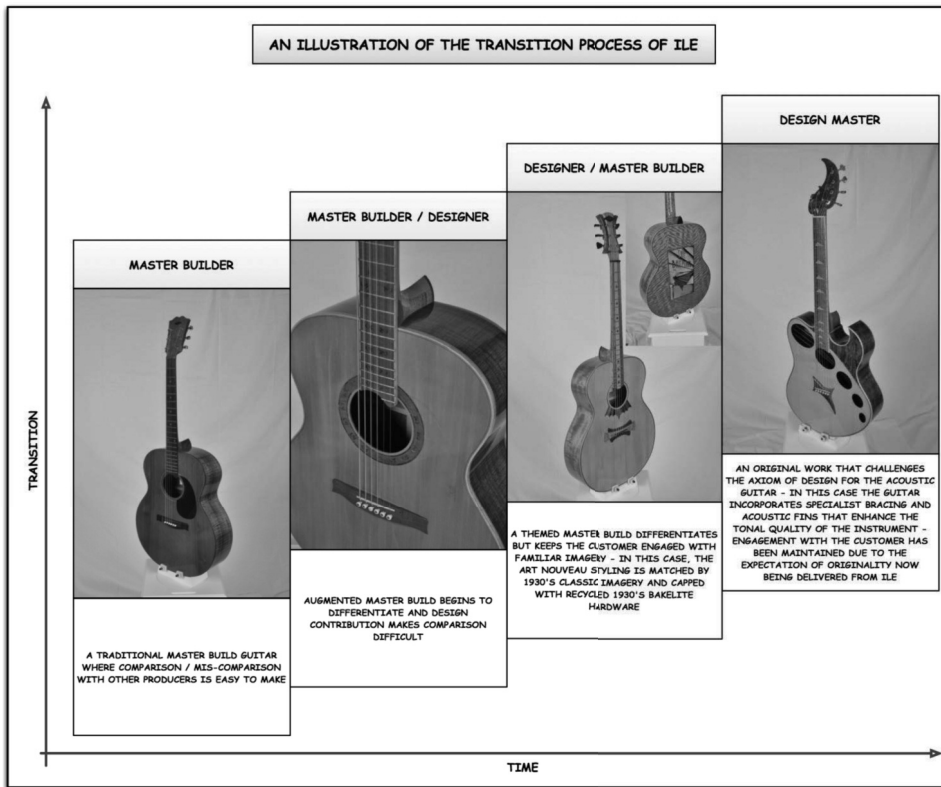 AN ILLUSTRATION OF THE TRANSITION PROCESS OF ILE
DESIGN MASTER
DESIGNER / MASTER BUILDER
MASTER BUILDER / DESIGNER
MASTER BUILDER
TRANSITION
AN ORIGINAL WORK THAT CHALLENGES
THE AXIOM OF DESIGN FOR THE ACOUSTIC
GUITAR - IN THIS CASE THE GUITAR
INCORPORATES SPECIALIST BRACING AND
ACOUSTIC FINS THAT ENHANCE THE
TONAL QUALITY OF THE INSTRUMENT -
ENGAGEMENT WITH THE CUSTOMER HAS
BEEN MAINTAINED DUE TO THE
EXPECTATION OF ORIGINALITY NOW
BEING DELIVERED FROM ILE
A THEMED MASTER BUILD DIFFERENTIATES
BUT KEEPS THE CUSTOMER ENGAGED WITH
FAMILIAR IMAGERY - IN THIS CASE, THE
ART NOUVEAU STYLING IS MATCHED BY
1930'S CLASSIC IMAGERY AND CAPPED
WITH RECYCLED 1930'S BAKELITE
HARDWARE
AUGMENTED MASTER BUILD BEGINS TO
DIFFERENTIATE AND DESIGN
CONTRIBUTION MAKES COMPARISON
DIFFICULT
A TRADITIONAL MASTER BUILD GUITAR
WHERE COMPARISON / MIS-COMPARISON
WITH OTHER PRODUCERS IS EASY TO MAKE
TIME